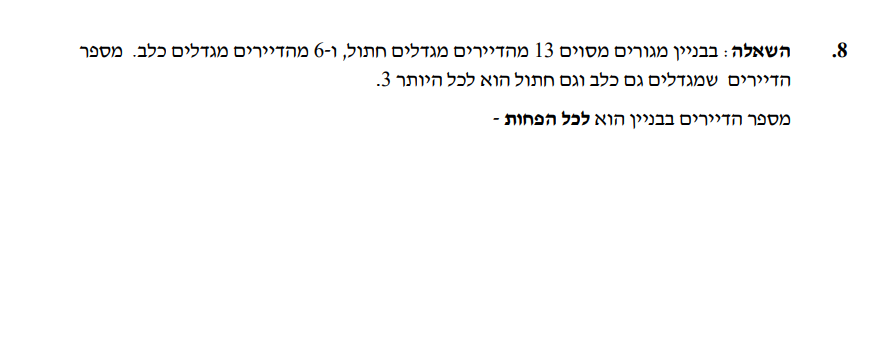 8. השאלה: בבניין מגורים מסוים 13 מהדיירים מגדלים חתול, ו-6 מהדיירים מגדלים כלב. מספר
הדיירים שמגדלים גם כלב וגם חתול הוא לכל היותר 3.
מספר הדיירים בבניין הוא לכל הפחות -